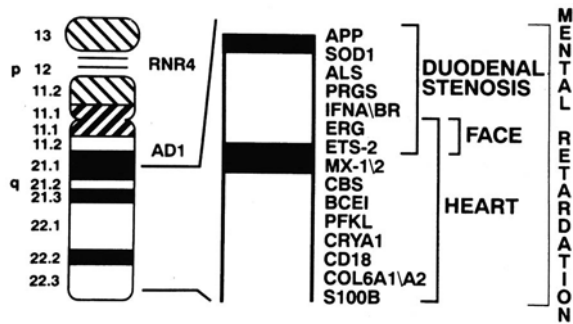 13
p
12
11.2
11.1
11.1
11.2
21.1
q
21.2
21.3
22.1
22.2
22.3
RNR4
AD1
APP
SOD1
ALS
PRGS
IFNA\BR
ERG
ETS-2
MX-1\2
CBS
BCEI
PFKL
CRYA1
CD18
COL6A1\A2
S100B
DUODENAL
STENOSIS
FACE
HEART
MENTAL RETARDATION